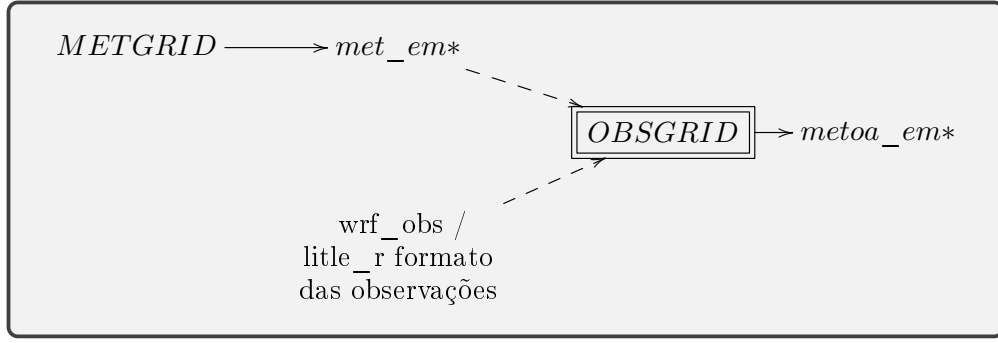 METGRID
met_em*
OBSGRID
metoa_em*
wrf_obs /
litle_r formato
das observações